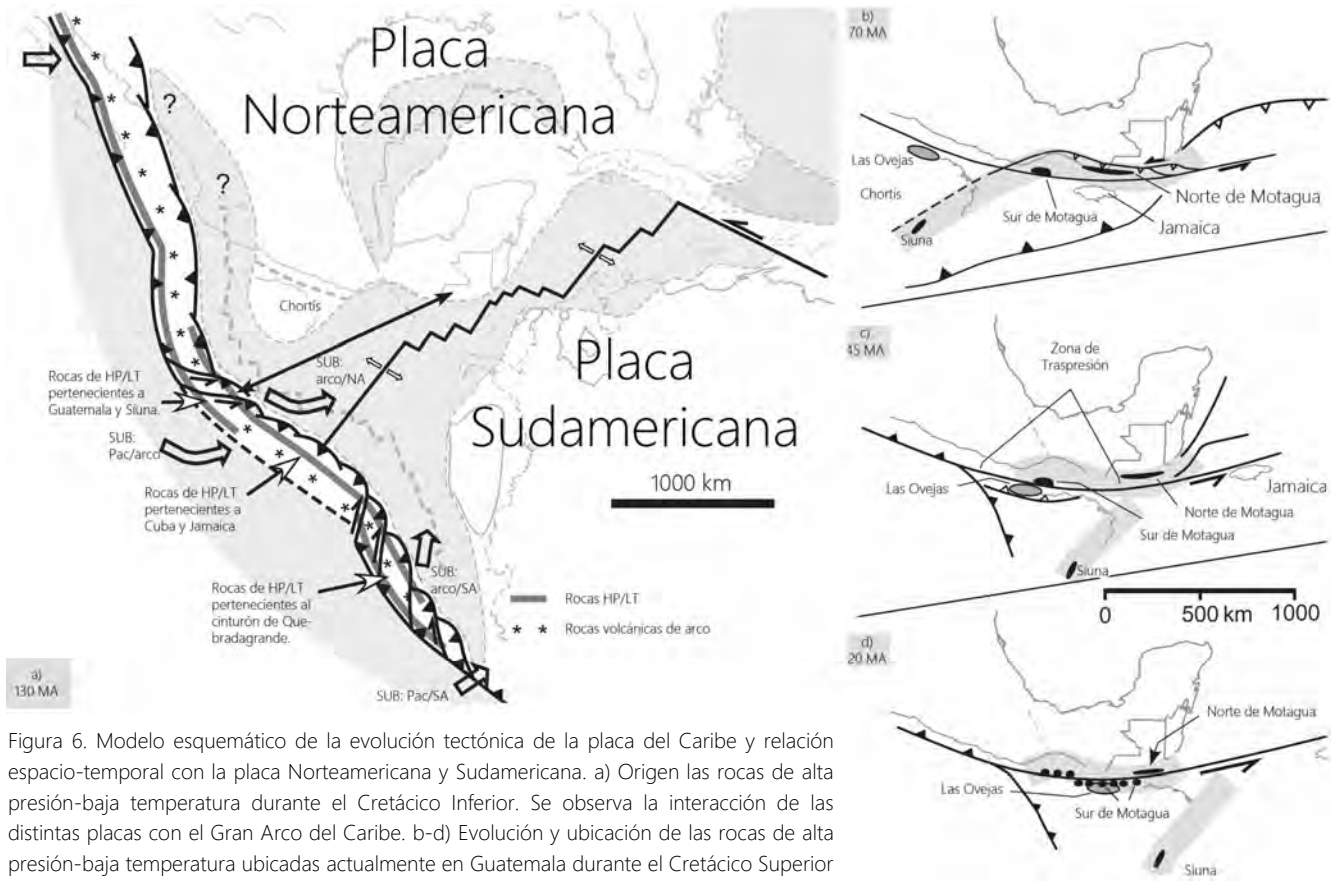 Placa
Norteamericana
?
?
Chortís
SUB:
arco/NA
Rocas de HP/LT
pertenecientes a
Guatemala y Siuna.
SUB:
Pac/arco
Rocas de HP/LT
pertenecientes a
Cuba y Jamaica
Placa
Sudamericana
1000 km
Rocas de HP/LT
pertenecientes al
cinturón de Que-
bradagrande.
SUB:
arco/SA
Rocas HP/LT
* * Rocas volcánicas de arco
SUB: Pac/SA
a)
130 MA
b)
70 MA
Las Ovejas
Chortis
Siuna
Sur de Motagua
Norte de Motagua
Jamaica
c)
45 MA
Zona de
Traspresión
Las Ovejas
Jamaica
Norte de Motagua
Sur de Motagua
Siuna
0 500 km 1000
d)
20 MA
Norte de Motagua
Las Ovejas
Sur de Motagua
Siuna
Figura 6. Modelo esquemático de la evolución tectónica de la placa del Caribe y relación
espacio-temporal con la placa Norteamericana y Sudamericana. a) Origen las rocas de alta
presión-baja temperatura durante el Cretácico Inferior. Se observa la interacción de las
distintas placas con el Gran Arco del Caribe. b-d) Evolución y ubicación de las rocas de alta
presión-baja temperatura ubicadas actualmente en Guatemala durante el Cretácico Superior